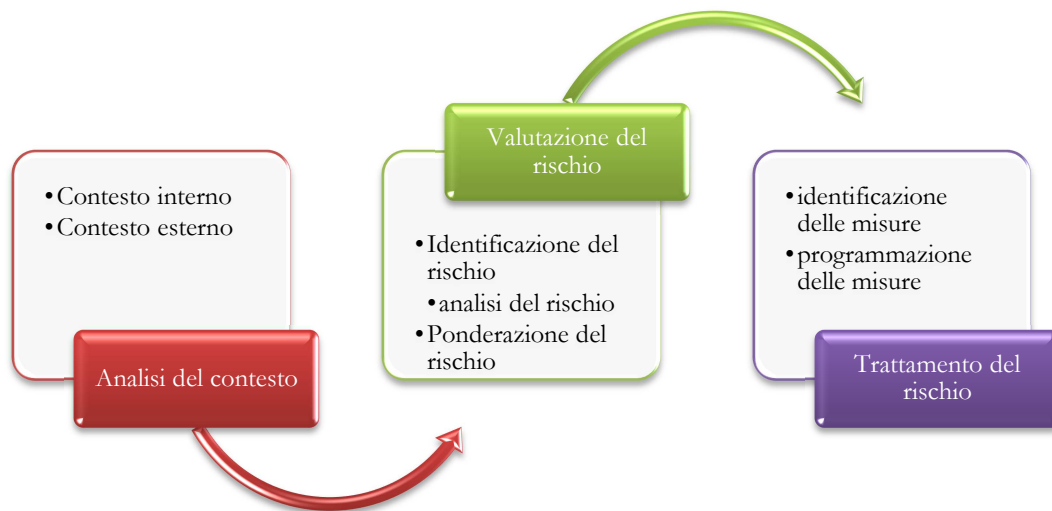 •Contesto interno
•Contesto esterno
Analisi del contesto
Valutazione del
rischio
•Identificazione del
rischio
•analisi del rischio
•Ponderazione del
rischio
•identificazione
delle misure
•programmazione
delle misure
Trattamento del
rischio